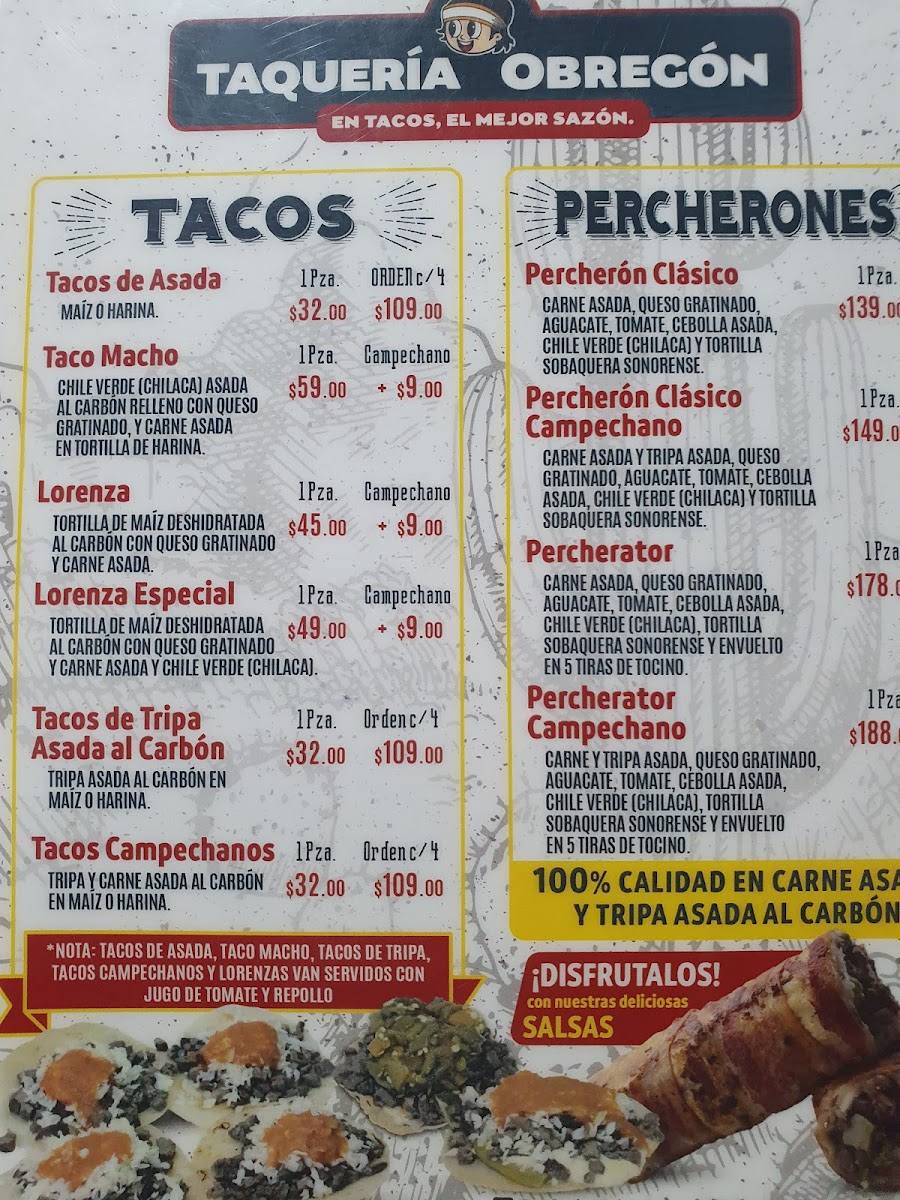 TAQUERÍA OBREGÓN
EN TACOS, EL MEJOR SAZÓN.
TACOS
Tacos de Asada 1Pza. ORDEN c/4
MAÍZ O HARINA. $32.00 $109.00
Taco Macho 1Pza. Campechano
$59.00 + $9.00
CHILE VERDE (CHILACA) ASADA
AL CARBÓN RELLENO CON QUESO
GRATINADO, Y CARNE ASADA
EN TORTILLA DE HARINA.
Lorenza 1Pza. Campechano
$45.00 + $9.00
TORTILLA DE MAÍZ DESHIDRATADA
AL CARBÓN CON QUESO GRATINADO
Y CARNE ASADA.
Lorenza Especial 1Pza. Campechano
$49.00 + $9.00
TORTILLA DE MAÍZ DESHIDRATADA
AL CARBÓN CON QUESO GRATINADO
Y CARNE ASADA Y CHILE VERDE (CHILACA).
Tacos de Tripa 1Pza. Orden c/4
Asada al Carbón $32.00 $109.00
TRIPA ASADA AL CARBÓN EN
MAÍZ O HARINA.
Tacos Campechanos 1Pza. Orden c/4
$32.00 $109.00
TRIPA Y CARNE ASADA AL CARBÓN
EN MAÍZ O HARINA.
*NOTA: TACOS DE ASADA, TACO MACHO, TACOS DE TRIPA,
TACOS CAMPECHANOS Y LORENZAS VAN SERVIDOS CON
JUGO DE TOMATE Y REPOLLO
PERCHERONES
Percherón Clásico 1Pza.
$139.00
CARNE ASADA, QUESO GRATINADO,
AGUACATE, TOMATE, CEBOLLA ASADA,
CHILE VERDE (CHILACA) Y TORTILLA
SOBAQUERA SONORENSE.
Percherón Clásico 1Pza.
Campechano $149.0
CARNE ASADA Y TRIPA ASADA, QUESO
GRATINADO, AGUACATE, TOMATE, CEBOLLA
ASADA, CHILE VERDE (CHILACA) Y TORTILLA
SOBAQUERA SONORENSE.
Percherator 1Pza
$178.0
CARNE ASADA, QUESO GRATINADO,
AGUACATE, TOMATE, CEBOLLA ASADA,
CHILE VERDE (CHILACA), TORTILLA
SOBAQUERA SONORENSE Y ENVUELTO
EN 5 TIRAS DE TOCINO.
Percherator 1Pza
Campechano $188.
CARNE Y TRIPA ASADA, QUESO GRATINADO,
AGUACATE, TOMATE, CEBOLLA ASADA,
CHILE VERDE (CHILACA), TORTILLA
SOBAQUERA SONORENSE Y ENVUELTO
EN 5 TIRAS DE TOCINO.
100% CALIDAD EN CARNE ASA
Y TRIPA ASADA AL CARBÓN
¡DISFRUTALOS!
con nuestras deliciosas
SALSAS